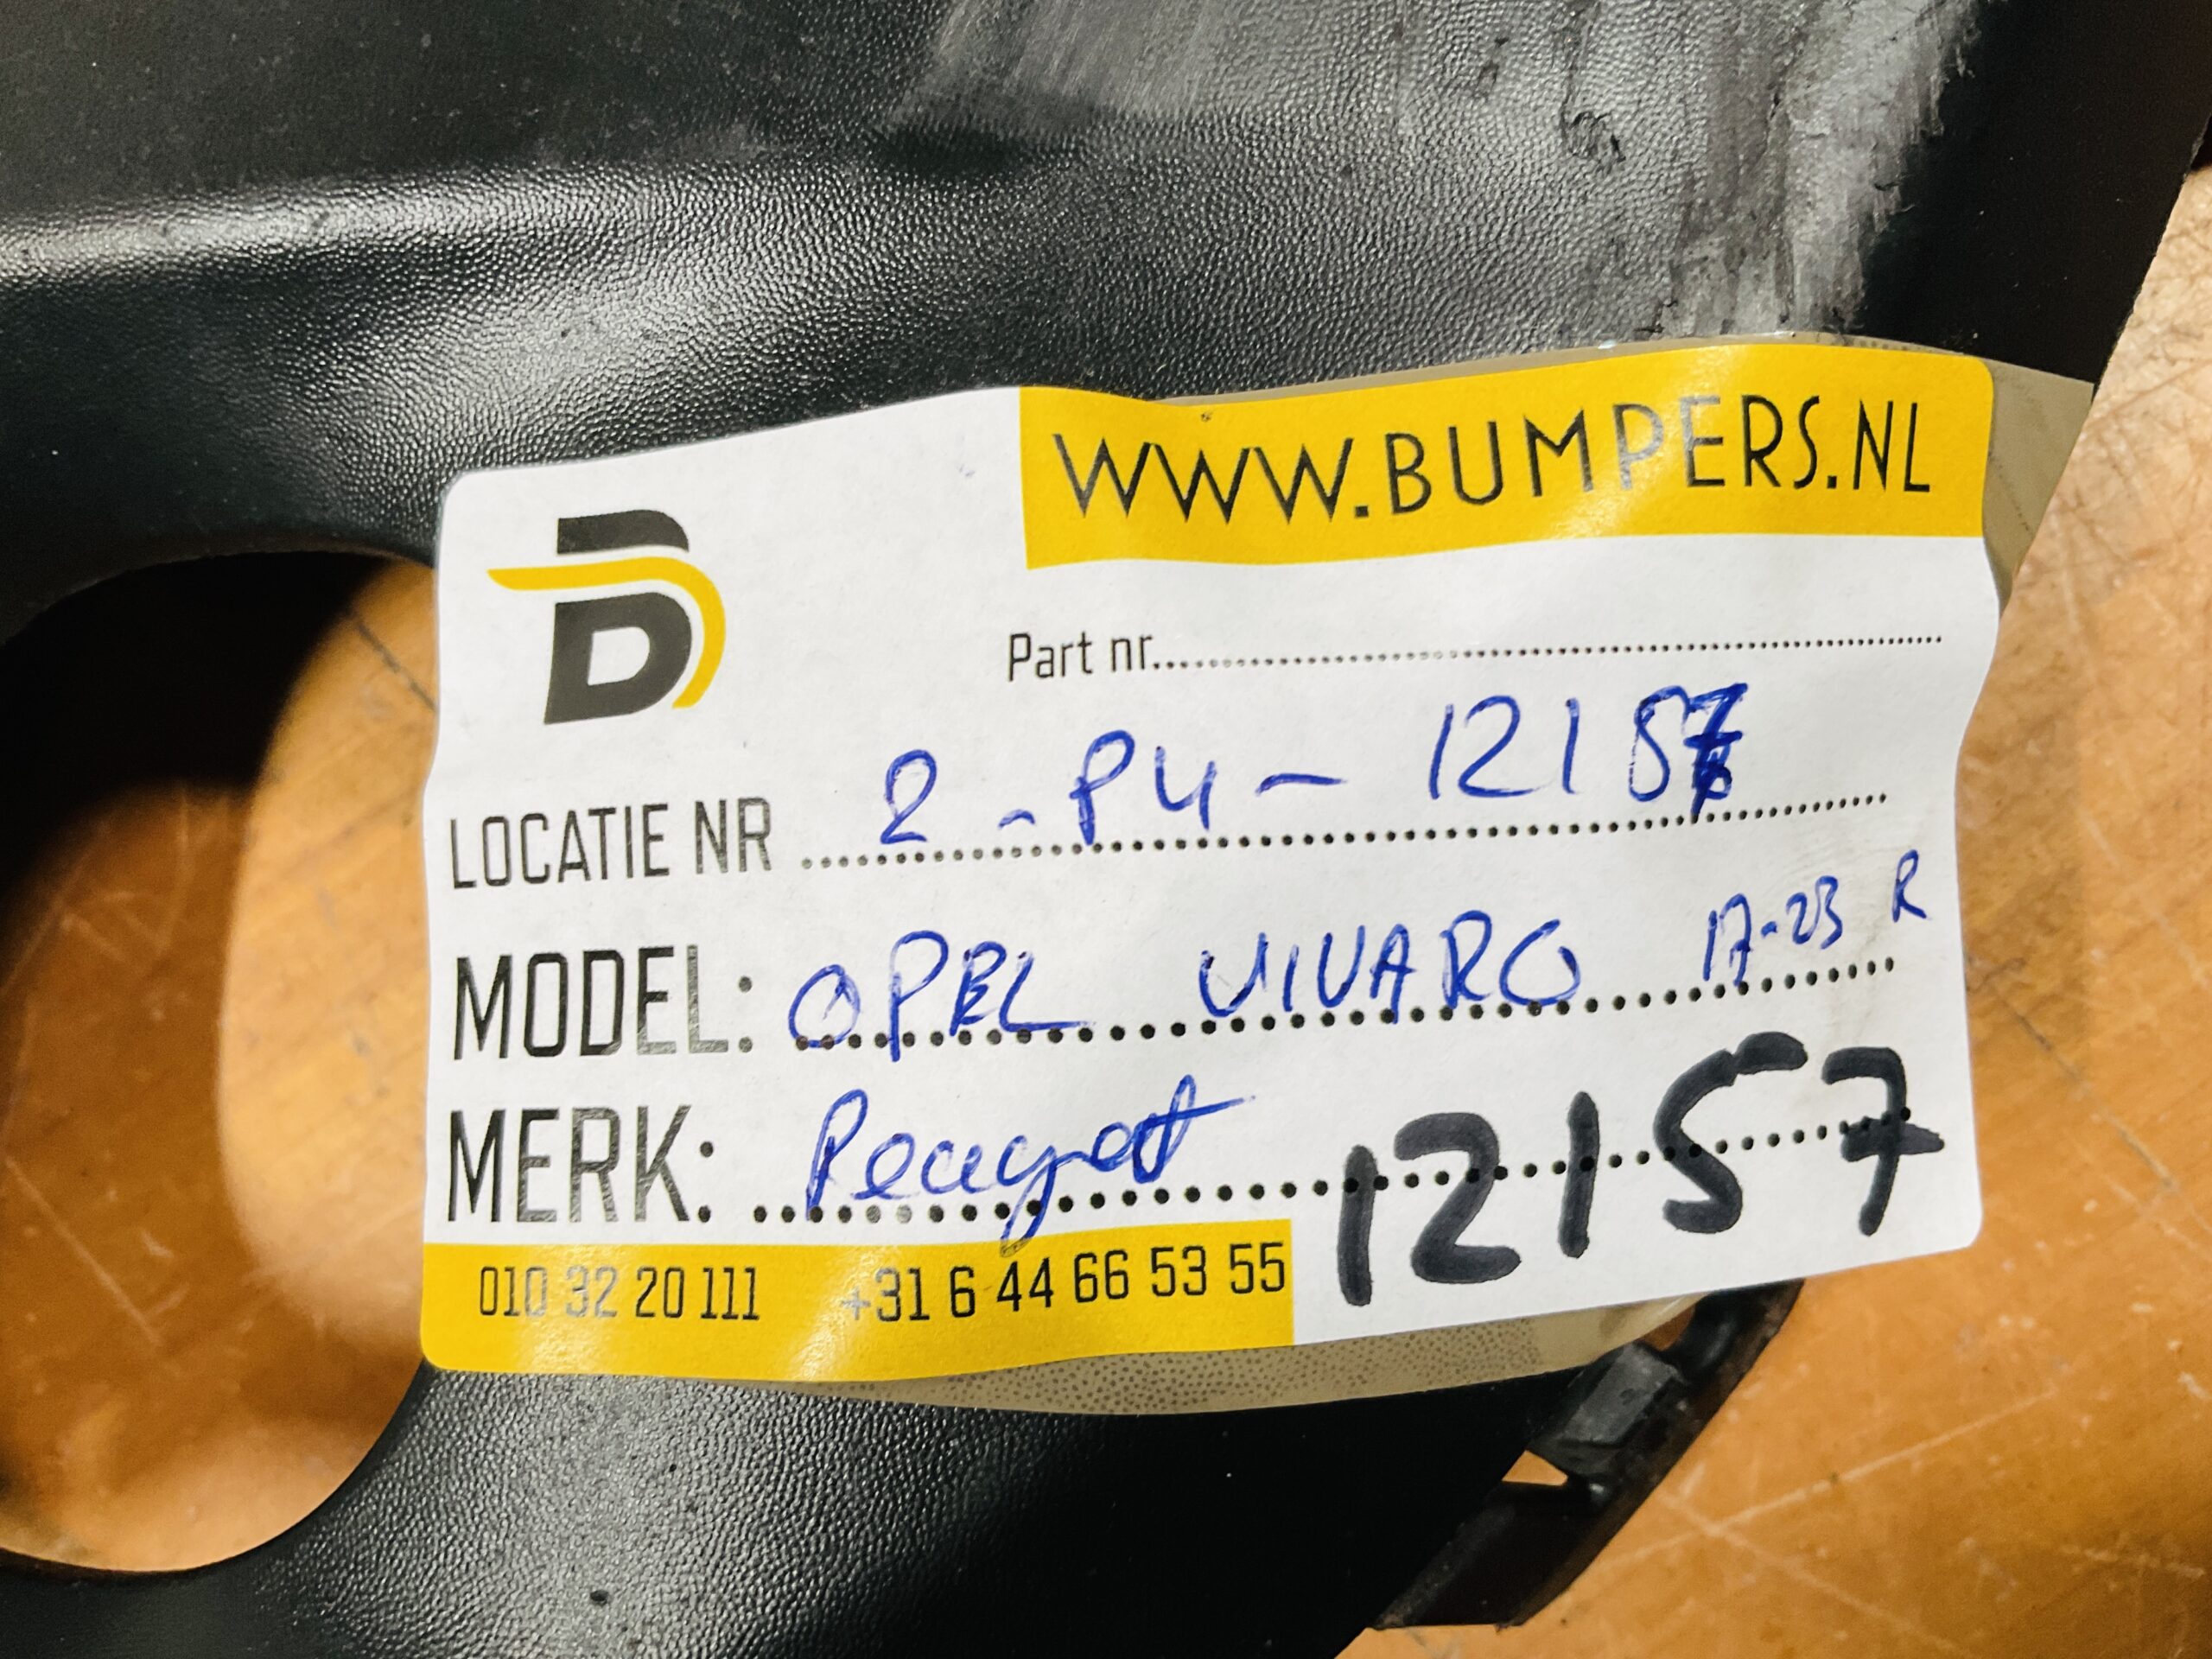 WWW.BUMPERS.NL
B
Part nr..........
LOCATIE NR 2 - P4 - 12157
MODEL: OPEL VIVARO 17-23 R
MERK: Peugeot
12157
010 32 20 111 +31 6 44 66 53 55